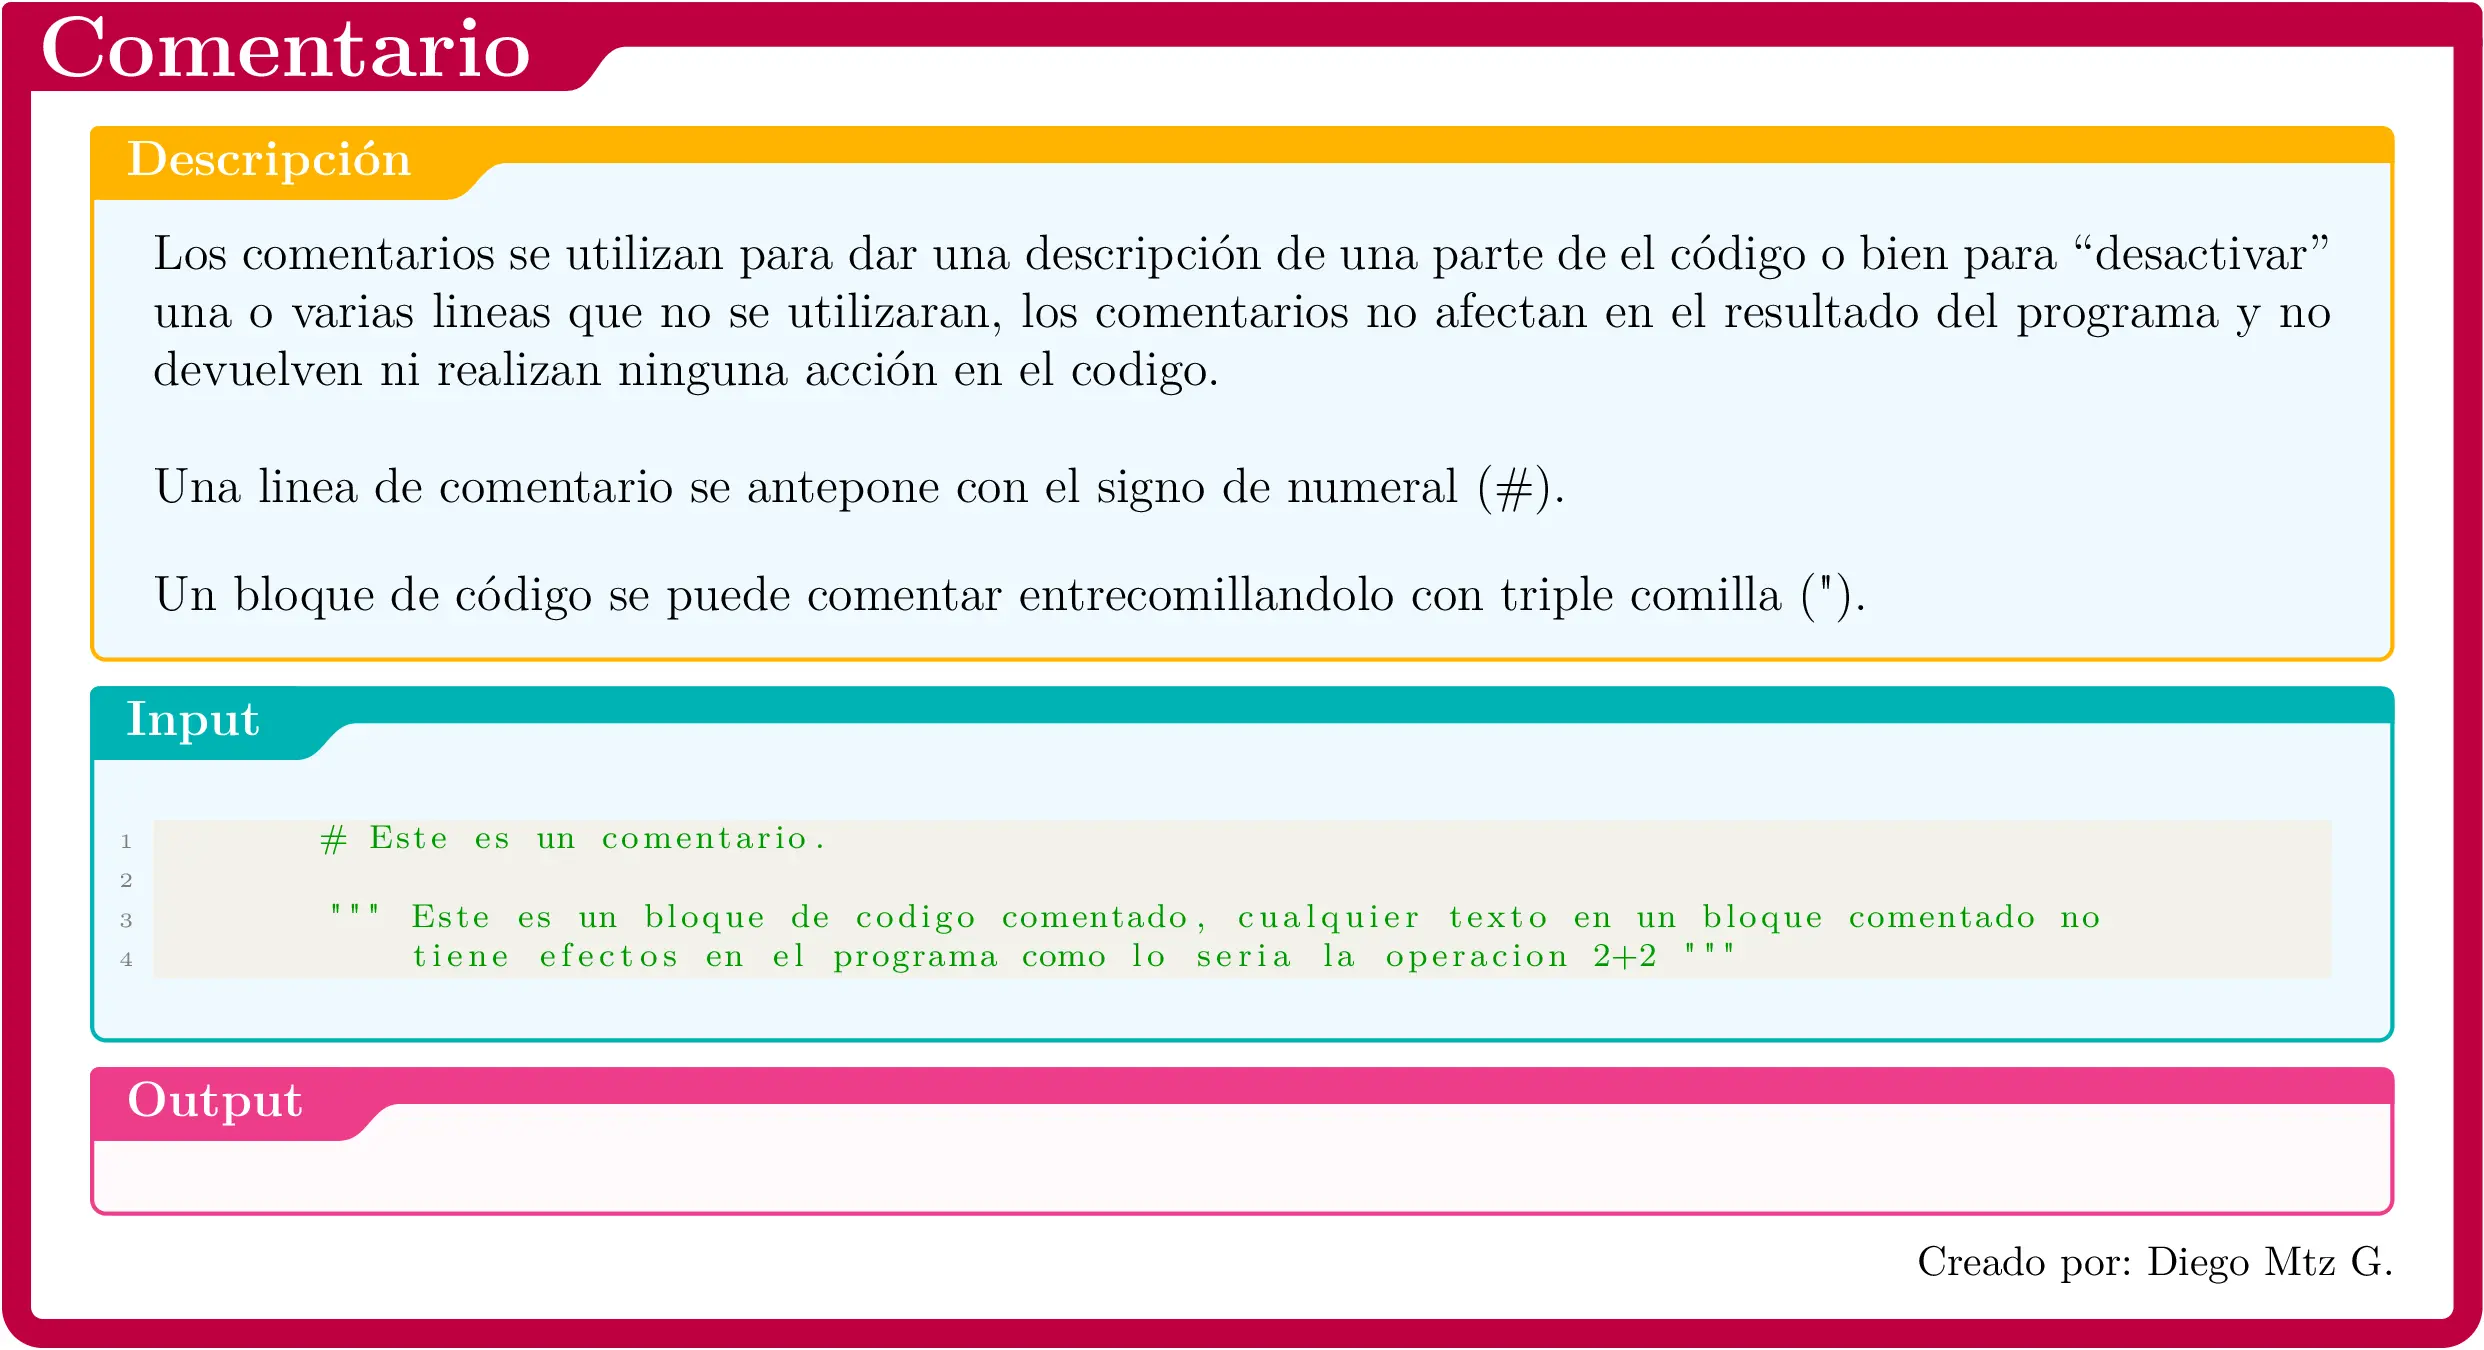 Comentario
Descripción
Los comentarios se utilizan para dar una descripción de una parte de el código o bien para “desactivar”
una o varias lineas que no se utilizaran, los comentarios no afectan en el resultado del programa y no
devuelven ni realizan ninguna acción en el codigo.
Una linea de comentario se antepone con el signo de numeral (#).
Un bloque de código se puede comentar entrecomillandolo con triple comilla (").
Input
1 # Este es un comentario.
2
3 """ Este es un bloque de codigo comentado, cualquier texto en un bloque comentado no
4 tiene efectos en el programa como lo seria la operacion 2+2 """
Output
Creado por: Diego Mtz G.